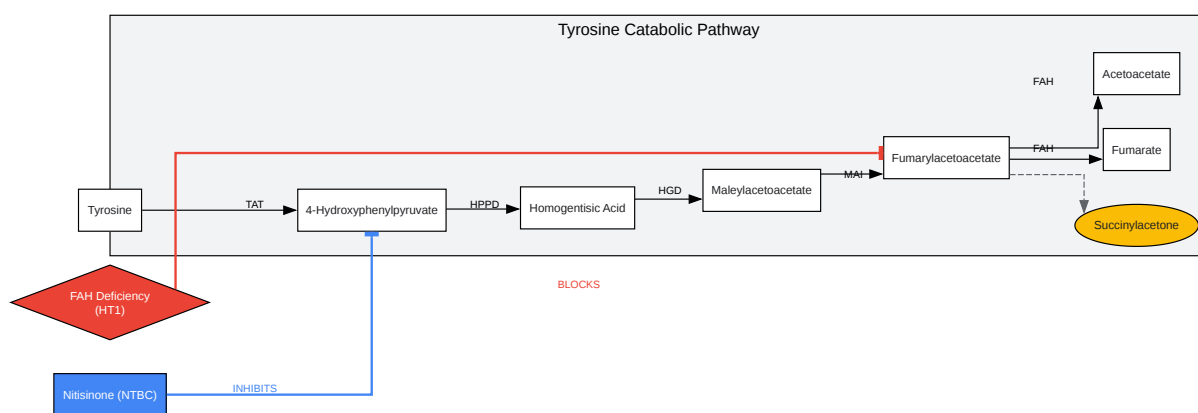 Tyrosine Catabolic Pathway
Acetoacetate
FAH
Fumarylacetoacetate
FAH
Fumarate
MAI
Maleylacetoacetate
HGD
Tyrosine
TAT
4-Hydroxyphenylpyruvate
HPPD
Homogentisic Acid
Succinylacetone
BLOCKS
FAH Deficiency
(HT1)
Nitisinone (NTBC)
INHIBITS